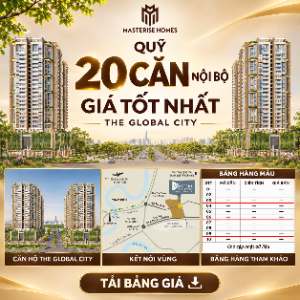 MASTERISE HOMES
QUỸ
20 CĂN NỘI BỘ
GIÁ TỐT NHẤT
THE GLOBAL CITY
CĂN HỘ THE GLOBAL CITY
KẾT NỐI VÙNG
BẢNG HÀNG MẪU
BẢNG HÀNG THAM KHẢO
TẢI BẢNG GIÁ